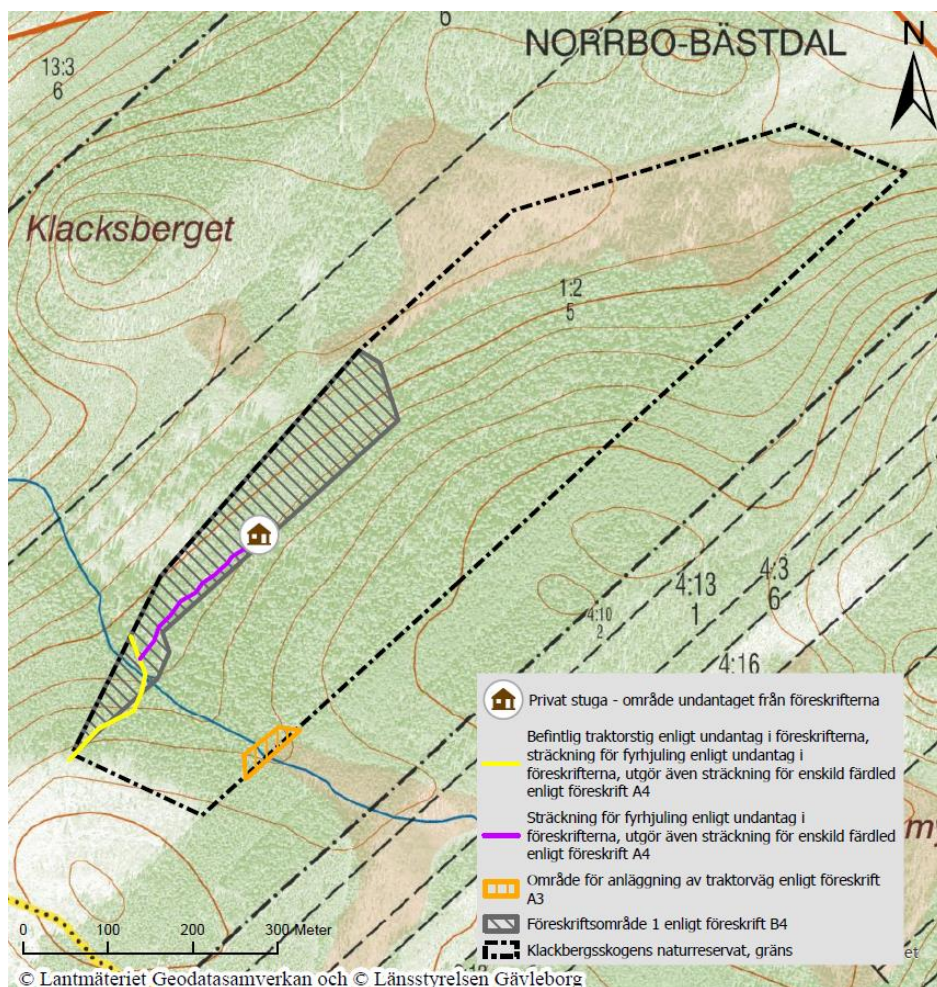 6
NORRBO-BÄSTDAL
N
13:3
6
Klacksberget
1:2
5
4:3
6
4:13
1
4:10
2
4:16
Privat stuga - område undantaget från föreskrifterna
Befintlig traktorstig enligt undantag i föreskrifterna,
sträckning för fyrhjuling enligt undantag i
föreskrifterna, utgör även sträckning för enskild färdled
enligt föreskrift A4
Sträckning för fyrhjuling enligt undantag i
föreskrifterna, utgör även sträckning för enskild färdled
enligt föreskrift A4
Område för anläggning av traktorväg enligt föreskrift
A3
Föreskriftsområde 1 enligt föreskrift B4
Klackbergsskogens naturreservat, gräns
my
et
0 100 200 300 Meter
© Lantmäteriet Geodatasamverkan och © Länsstyrelsen Gävleborg